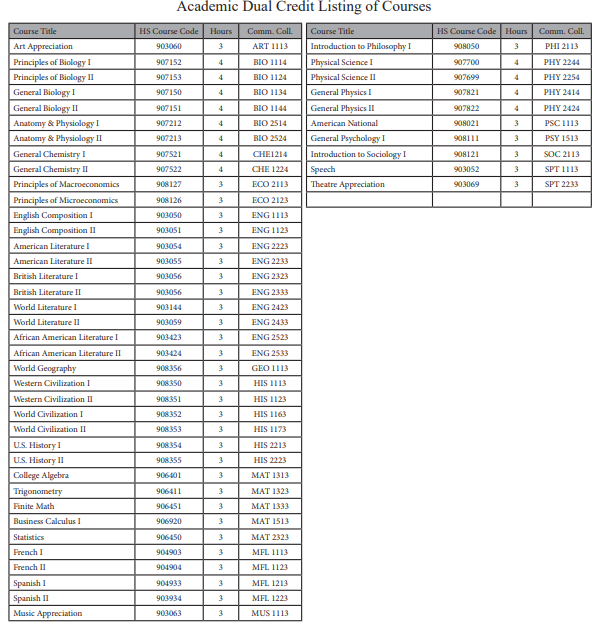 Academic Dual Credit Listing of Courses
Course Title HS Course Code Hours Comm. Coll.
Art Appreciation 903060 3 ART 1113
Principles of Biology I 907152 4 BIO 1114
Principles of Biology II 907153 4 BIO 1124
General Biology I 907150 4 BIO 1134
General Biology II 907151 4 BIO 1144
Anatomy & Physiology I 907212 4 BIO 2514
Anatomy & Physiology II 907213 4 BIO 2524
General Chemistry I 907521 4 CHE1214
General Chemistry II 907522 4 CHE 1224
Principles of Macroeconomics 908127 3 ECO 2113
Principles of Microeconomics 908126 3 ECO 2123
English Composition I 903050 3 ENG 1113
English Composition II 903051 3 ENG 1123
American Literature I 903054 3 ENG 2223
American Literature II 903055 3 ENG 2233
British Literature I 903056 3 ENG 2323
British Literature II 903056 3 ENG 2333
World Literature I 903144 3 ENG 2423
World Literature II 903059 3 ENG 2433
African American Literature I 903423 3 ENG 2523
African American Literature II 903424 3 ENG 2533
World Geography 908356 3 GEO 1113
Western Civilization I 908350 3 HIS 1113
Western Civilization II 908351 3 HIS 1123
World Civilization I 908352 3 HIS 1163
World Civilization II 908353 3 HIS 1173
U.S. History I 908354 3 HIS 2213
U.S. History II 908355 3 HIS 2223
College Algebra 906401 3 MAT 1313
Trigonometry 906411 3 MAT 1323
Finite Math 906451 3 MAT 1333
Business Calculus I 906920 3 MAT 1513
Statistics 906450 3 MAT 2323
French I 904903 3 MFL 1113
French II 904904 3 MFL 1123
Spanish I 904933 3 MFL 1213
Spanish II 903934 3 MFL 1223
Music Appreciation 903063 3 MUS 1113
Course Title HS Course Code Hours Comm. Coll.
Introduction to Philosophy I 908050 3 PHI 2113
Physical Science I 907700 4 PHY 2244
Physical Science II 907699 4 PHY 2254
General Physics I 907821 4 PHY 2414
General Physics II 907822 4 PHY 2424
American National 908021 3 PSC 1113
General Psychology I 908111 3 PSY 1513
Introduction to Sociology I 908121 3 SOC 2113
Speech 903052 3 SPT 1113
Theatre Appreciation 903069 3 SPT 2233